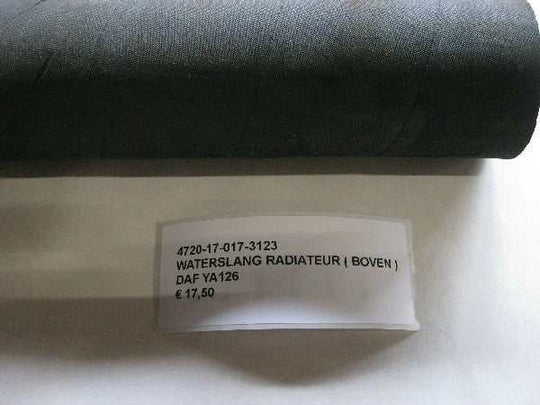 4720-17-017-3123
WATERSLANG RADIATEUR ( BOVEN )
DAF YA126
€ 17,50